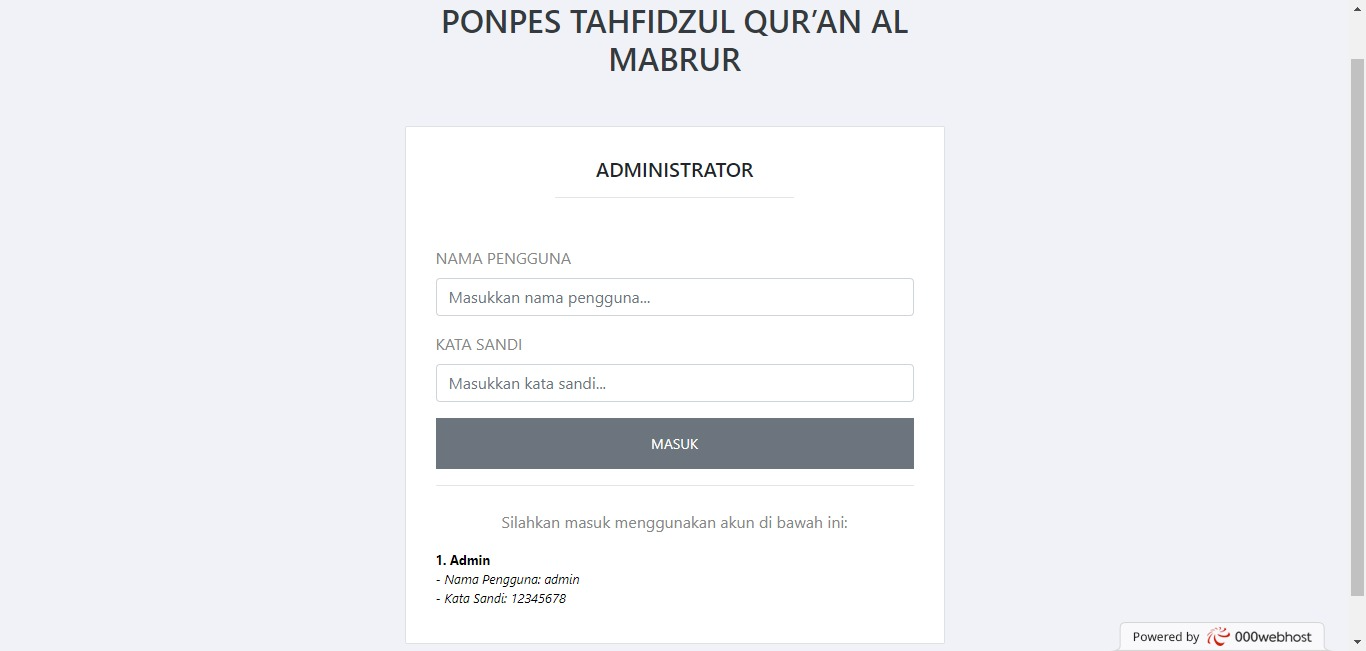 PONPES TAHFIDZUL QUR’AN AL
MABRUR
ADMINISTRATOR
NAMA PENGGUNA
Masukkan nama pengguna...
KATA SANDI
Masukkan kata sandi...
MASUK
Silahkan masuk menggunakan akun di bawah ini:
1. Admin
- Nama Pengguna: admin
- Kata Sandi: 12345678
Powered by 000webhost